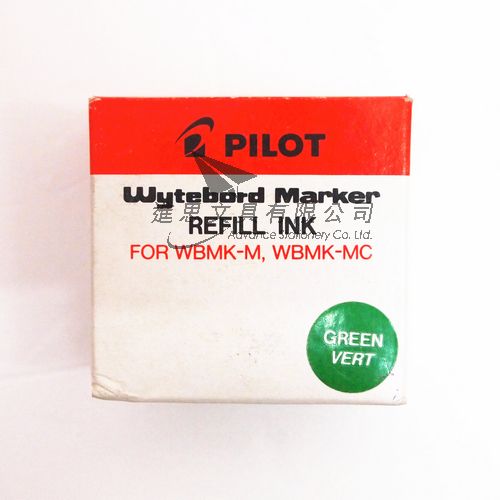 PILOT
Wytebord Marker
進思文具有限公司
REFILL INK
Advance Stationery Co. Ltd.
FOR WBMK-M, WBMK-MC
GREEN
VERT